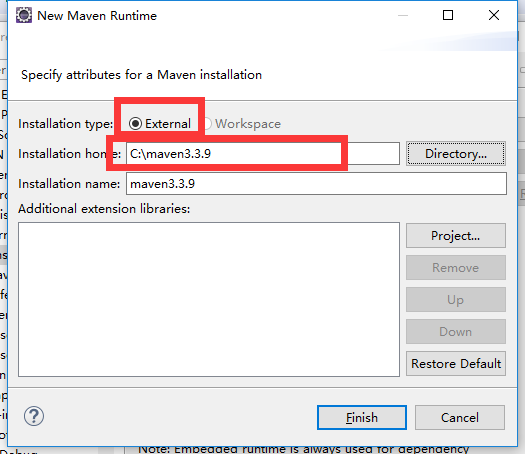 New Maven Runtime
Specify attributes for a Maven installation
Installation type: External Workspace
Installation home: C:\maven3.3.9 Directory...
Installation name: maven3.3.9
Additional extension libraries:
Project...
Remove
Up
Down
Restore Default
Finish Cancel
Note: Embedded runtime is always used for dependency